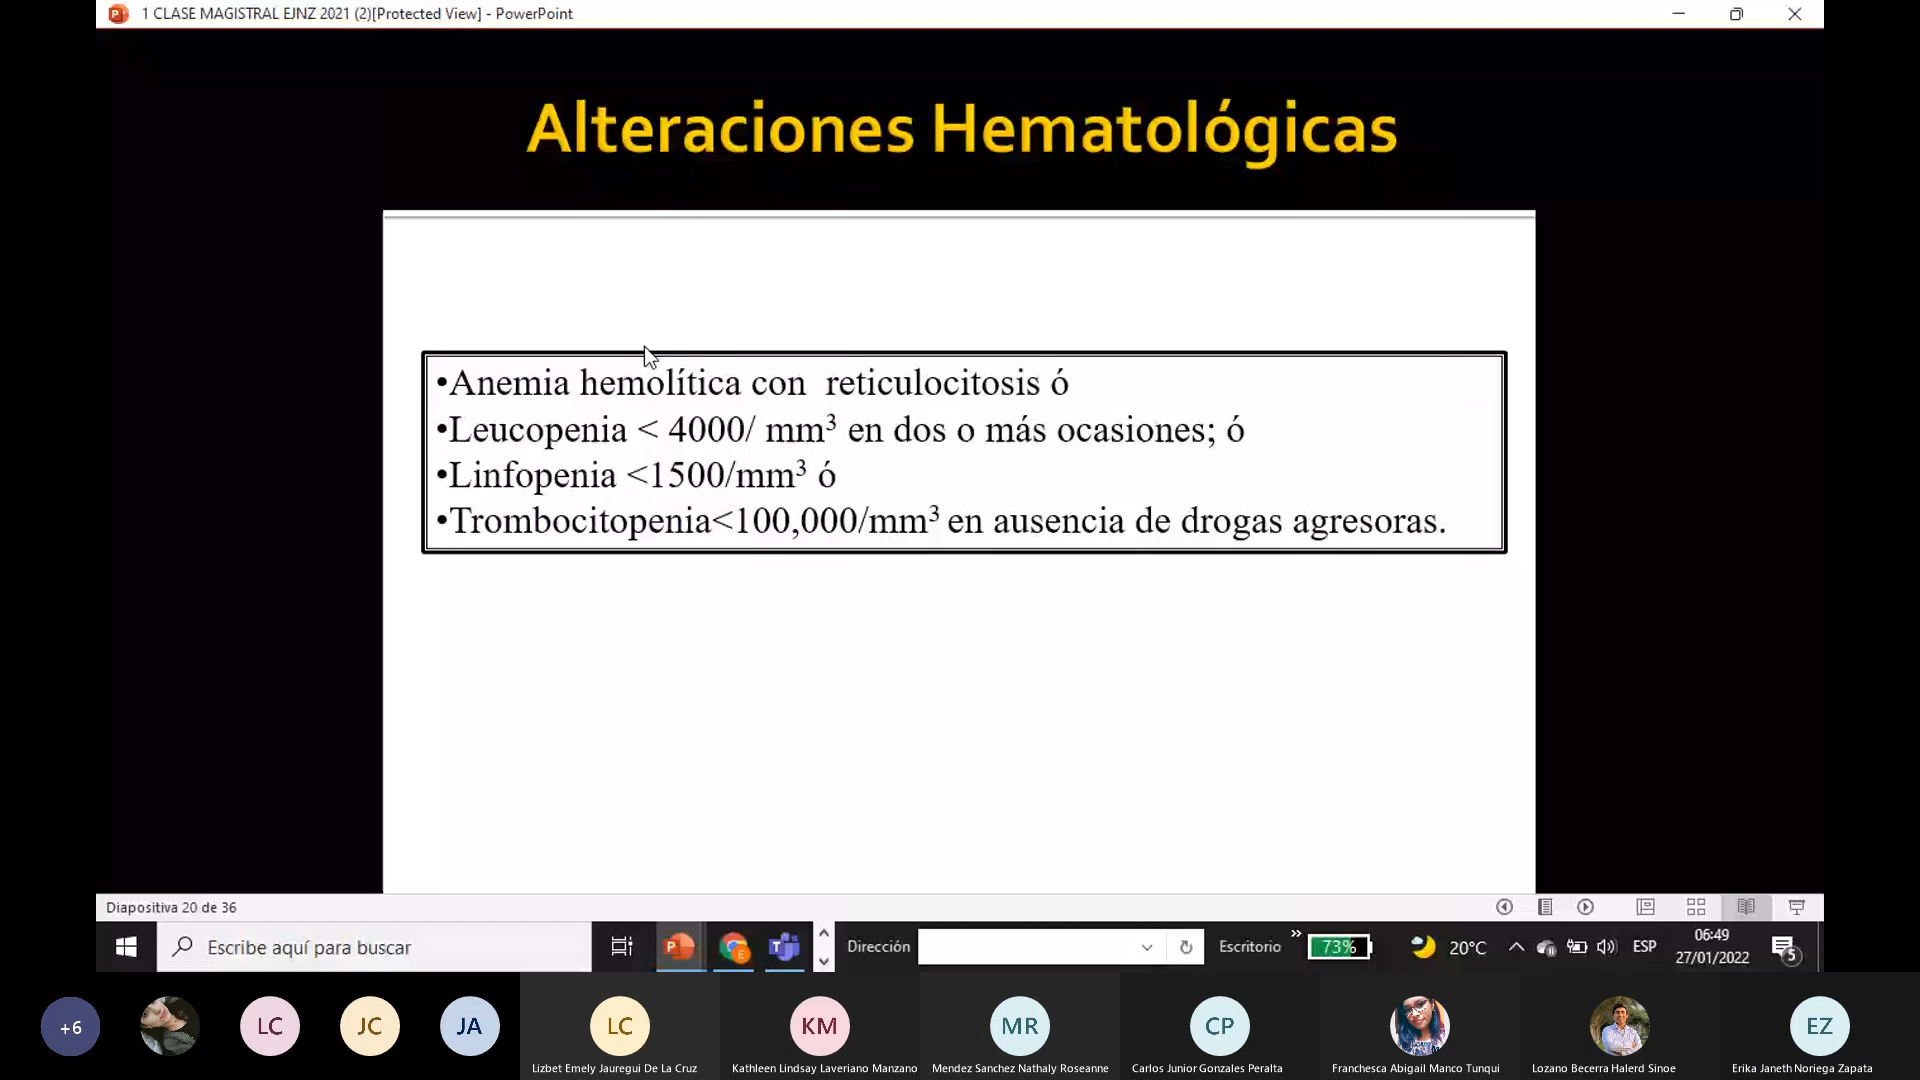 1 CLASE MAGISTRAL EJNZ 2021 (2)[Protected View] - PowerPoint
Alteraciones Hematológicas
•Anemia hemolítica con  reticulocitosis ó
•Leucopenia < 4000/ mm³ en dos o más ocasiones; ó
•Linfopenia <1500/mm³ ó
•Trombocitopenia<100,000/mm³ en ausencia de drogas agresoras.
Diapositiva 20 de 36
Escribe aquí para buscar
Dirección
Escritorio
73%
20°C
ESP
06:49
27/01/2022
5
+6
LC
JC
JA
LC
KM
MR
CP
EZ
Lizbet Emely Jauregui De La Cruz
Kathleen Lindsay Laveriano Manzano
Mendez Sanchez Nathaly Roseanne
Carlos Junior Gonzales Peralta
Franchesca Abigail Manco Tunqui
Lozano Becerra Halerd Sinoe
Erika Janeth Noriega Zapata